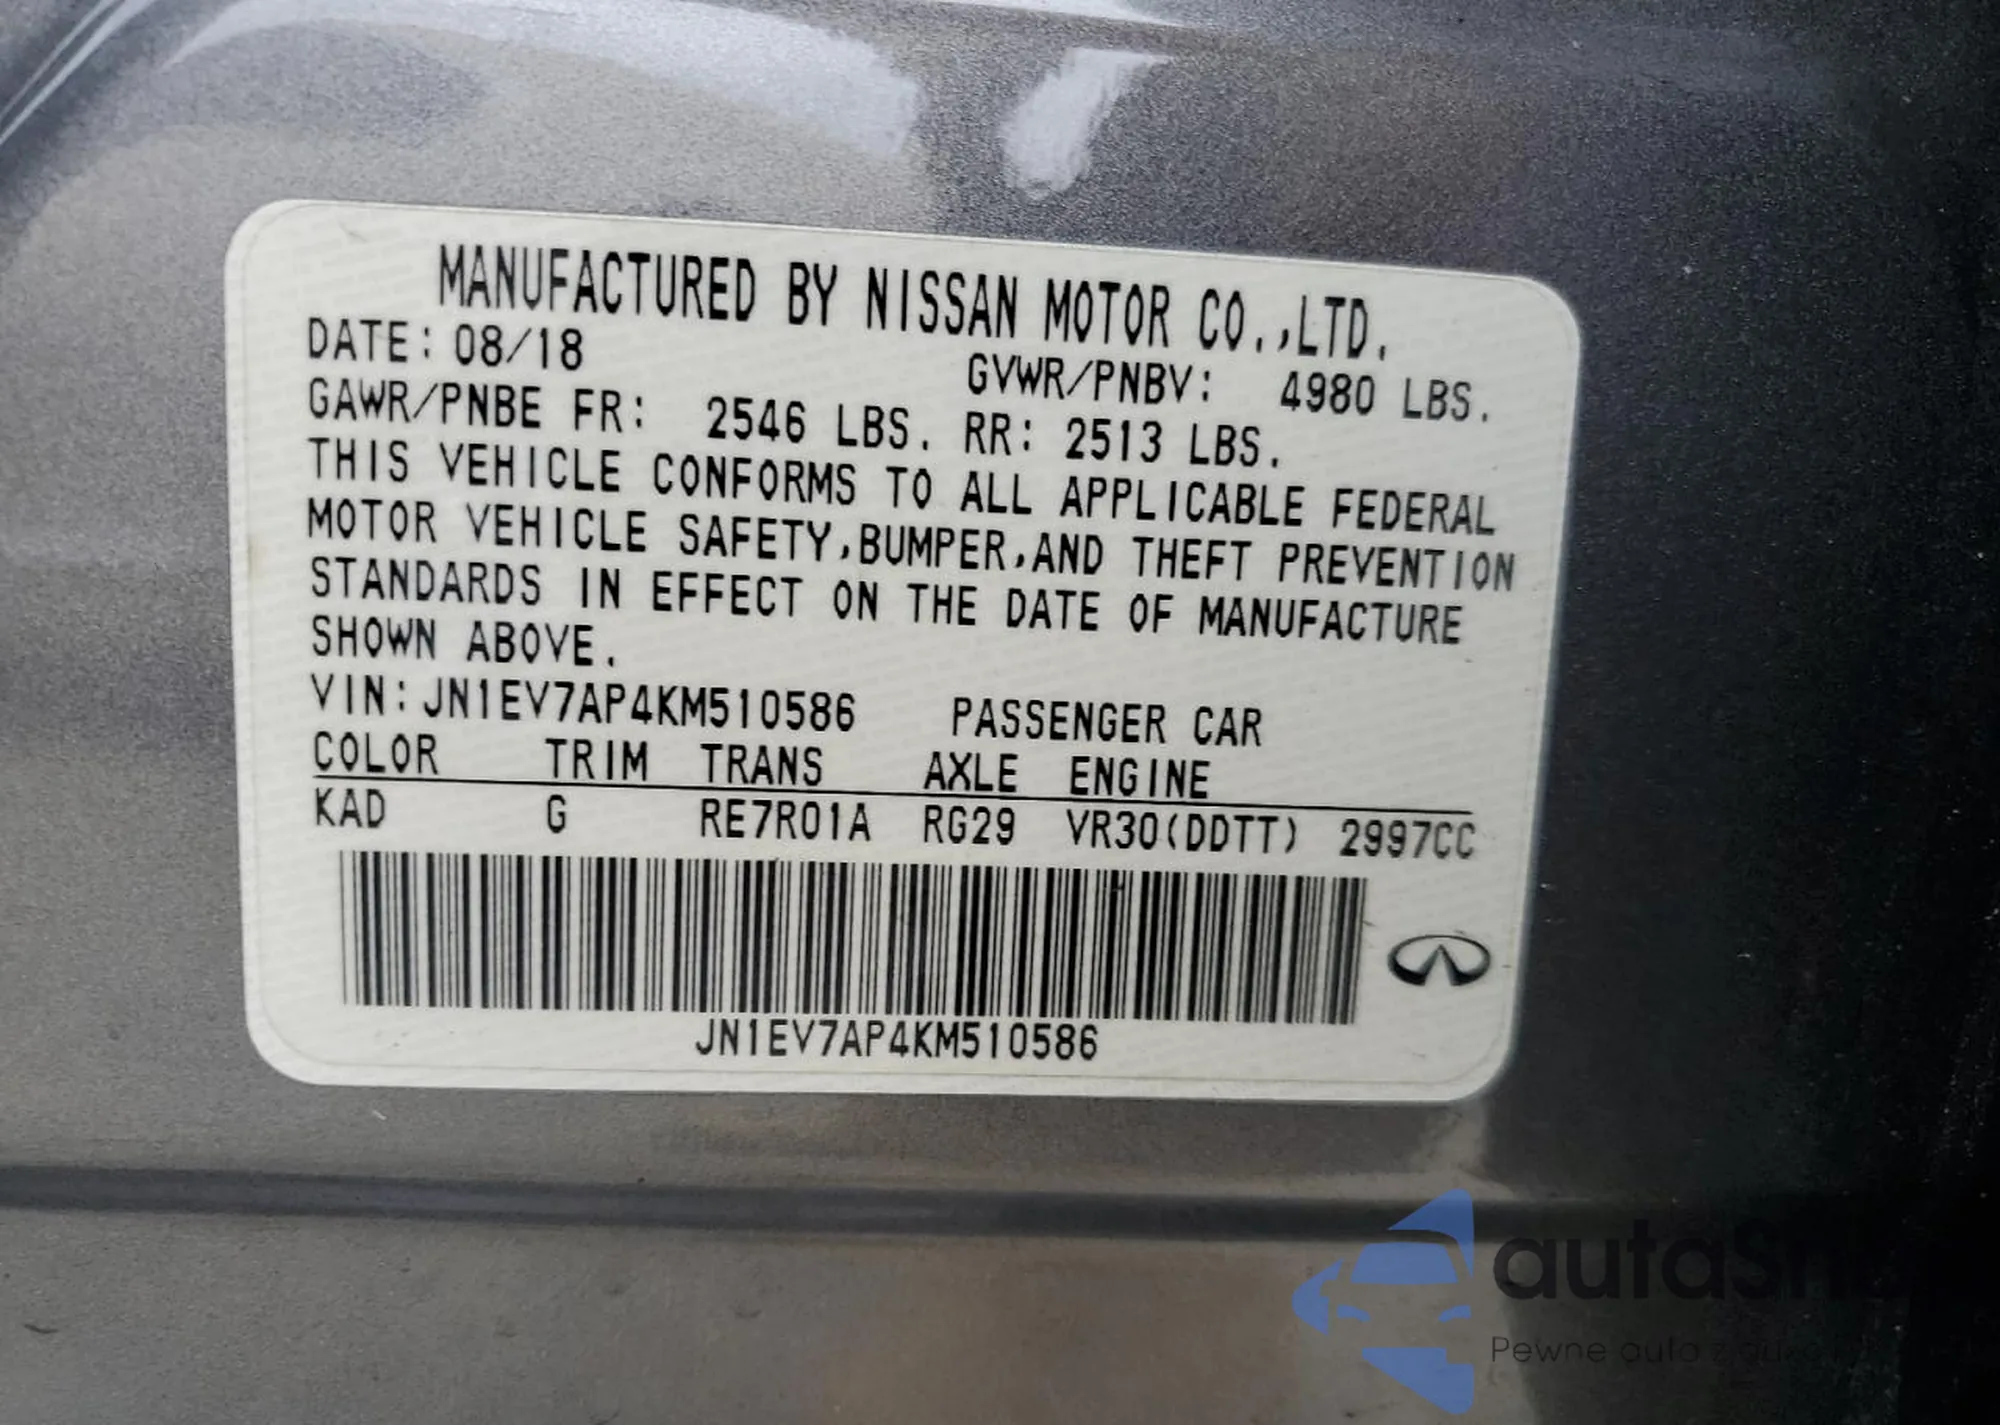 MANUFACTURED BY NISSAN MOTOR CO.,LTD.
DATE: 08/18 GVWR/PNBV: 4980 LBS.
GAWR/PNBE FR: 2546 LBS. RR: 2513 LBS.
THIS VEHICLE CONFORMS TO ALL APPLICABLE FEDERAL
MOTOR VEHICLE SAFETY,BUMPER,AND THEFT PREVENTION
STANDARDS IN EFFECT ON THE DATE OF MANUFACTURE
SHOWN ABOVE.
VIN:JN1EV7AP4KM510586 PASSENGER CAR
COLOR TRIM TRANS AXLE ENGINE
KAD G RE7R01A RG29 VR30(DDTT) 2997CC
JN1EV7AP4KM510586
Pewne auto z